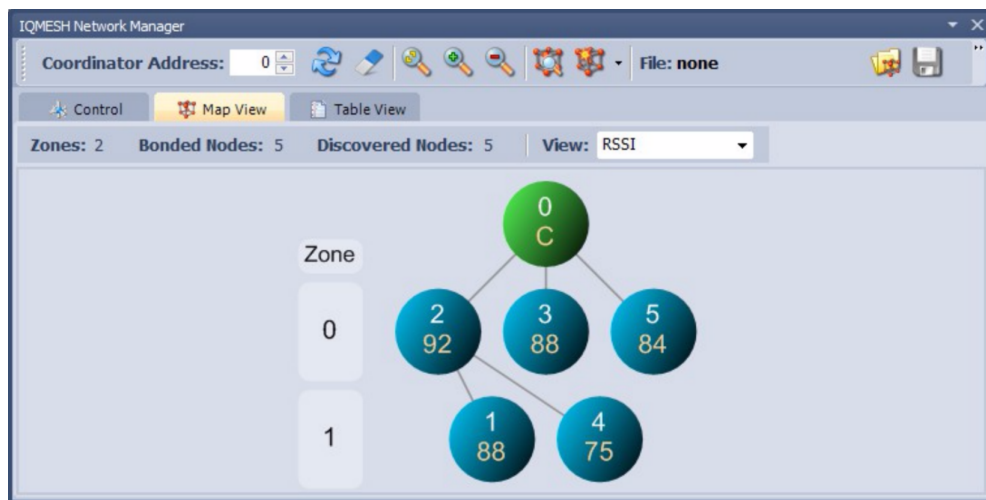 IQMESH Network Manager
Coordinator Address: 0 File: none
Control Map View Table View
Zones: 2 Bonded Nodes: 5 Discovered Nodes: 5 View: RSSI
0
C
Zone
0
2
92
3
88
5
84
1
1
88
4
75